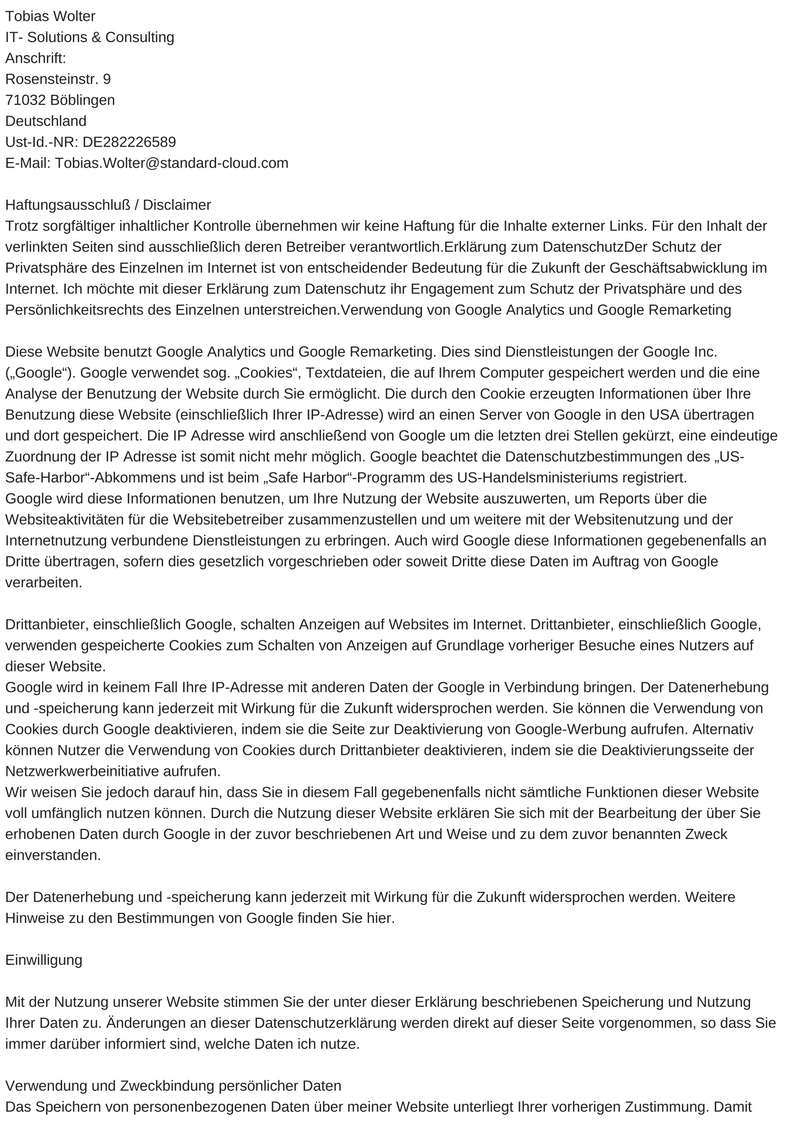 Tobias Wolter
IT- Solutions & Consulting
Anschrift:
Rosensteinstr. 9
71032 Böblingen
Deutschland
Ust-Id.-NR: DE282226589
E-Mail: Tobias.Wolter@standard-cloud.com
Haftungsausschluß / Disclaimer
Trotz sorgfältiger inhaltlicher Kontrolle übernehmen wir keine Haftung für die Inhalte externer Links. Für den Inhalt der
verlinkten Seiten sind ausschließlich deren Betreiber verantwortlich.Erklärung zum DatenschutzDer Schutz der
Privatsphäre des Einzelnen im Internet ist von entscheidender Bedeutung für die Zukunft der Geschäftsabwicklung im
Internet. Ich möchte mit dieser Erklärung zum Datenschutz ihr Engagement zum Schutz der Privatsphäre und des
Persönlichkeitsrechts des Einzelnen unterstreichen.Verwendung von Google Analytics und Google Remarketing
Diese Website benutzt Google Analytics und Google Remarketing. Dies sind Dienstleistungen der Google Inc.
(„Google“). Google verwendet sog. „Cookies“, Textdateien, die auf Ihrem Computer gespeichert werden und die eine
Analyse der Benutzung der Website durch Sie ermöglicht. Die durch den Cookie erzeugten Informationen über Ihre
Benutzung diese Website (einschließlich Ihrer IP-Adresse) wird an einen Server von Google in den USA übertragen
und dort gespeichert. Die IP Adresse wird anschließend von Google um die letzten drei Stellen gekürzt, eine eindeutige
Zuordnung der IP Adresse ist somit nicht mehr möglich. Google beachtet die Datenschutzbestimmungen des „US-
Safe-Harbor“-Abkommens und ist beim „Safe Harbor“-Programm des US-Handelsministeriums registriert.
Google wird diese Informationen benutzen, um Ihre Nutzung der Website auszuwerten, um Reports über die
Websiteaktivitäten für die Websitebetreiber zusammenzustellen und um weitere mit der Websitenutzung und der
Internetnutzung verbundene Dienstleistungen zu erbringen. Auch wird Google diese Informationen gegebenenfalls an
Dritte übertragen, sofern dies gesetzlich vorgeschrieben oder soweit Dritte diese Daten im Auftrag von Google
verarbeiten.
Drittanbieter, einschließlich Google, schalten Anzeigen auf Websites im Internet. Drittanbieter, einschließlich Google,
verwenden gespeicherte Cookies zum Schalten von Anzeigen auf Grundlage vorheriger Besuche eines Nutzers auf
dieser Website.
Google wird in keinem Fall Ihre IP-Adresse mit anderen Daten der Google in Verbindung bringen. Der Datenerhebung
und -speicherung kann jederzeit mit Wirkung für die Zukunft widersprochen werden. Sie können die Verwendung von
Cookies durch Google deaktivieren, indem sie die Seite zur Deaktivierung von Google-Werbung aufrufen. Alternativ
können Nutzer die Verwendung von Cookies durch Drittanbieter deaktivieren, indem sie die Deaktivierungsseite der
Netzwerkwerbeinitiative aufrufen.
Wir weisen Sie jedoch darauf hin, dass Sie in diesem Fall gegebenenfalls nicht sämtliche Funktionen dieser Website
voll umfänglich nutzen können. Durch die Nutzung dieser Website erklären Sie sich mit der Bearbeitung der über Sie
erhobenen Daten durch Google in der zuvor beschriebenen Art und Weise und zu dem zuvor benannten Zweck
einverstanden.
Der Datenerhebung und -speicherung kann jederzeit mit Wirkung für die Zukunft widersprochen werden. Weitere
Hinweise zu den Bestimmungen von Google finden Sie hier.
Einwilligung
Mit der Nutzung unserer Website stimmen Sie der unter dieser Erklärung beschriebenen Speicherung und Nutzung
Ihrer Daten zu. Änderungen an dieser Datenschutzerklärung werden direkt auf dieser Seite vorgenommen, so dass Sie
immer darüber informiert sind, welche Daten ich nutze.
Verwendung und Zweckbindung persönlicher Daten
Das Speichern von personenbezogenen Daten über meiner Website unterliegt Ihrer vorherigen Zustimmung. Damit